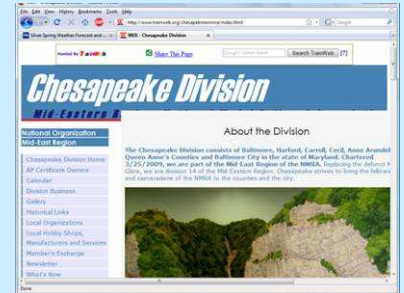 File Edit View History Bookmarks Tools Help
http://www.trainweb.org/chesapeakenmra/index.html
Google
Silver Spring Weather Forecast and ...
MER - Chesapeake Division
Hosted By TrainWeb
Share This Page
Search TrainWeb [?]
Chesapeake Division
Mid-Eastern R
National Organization
Mid-East Region
Chesapeake Division Home
AP Certificate Owners
Calendar
Division Business
Gallery
Historical Links
Local Organizations
Local Hobby Shops,
Manufacturers and Services
Member's Exchange
Newsletter
What's New
About the Division
The Chesapeake Division consists of Baltimore, Harford, Carroll, Cecil, Anne Arundel
Queen Anne's Counties and Baltimore City in the state of Maryland. Chartered
3/25/2009, we are part of the Mid-East Region of the NMRA. Replacing the defunct
Clare, we are division 14 of the Mid-Eastern Region. Chesapeake strives to bring the fellows
and camaraderie of the NMRA to the counties and the city.
Done